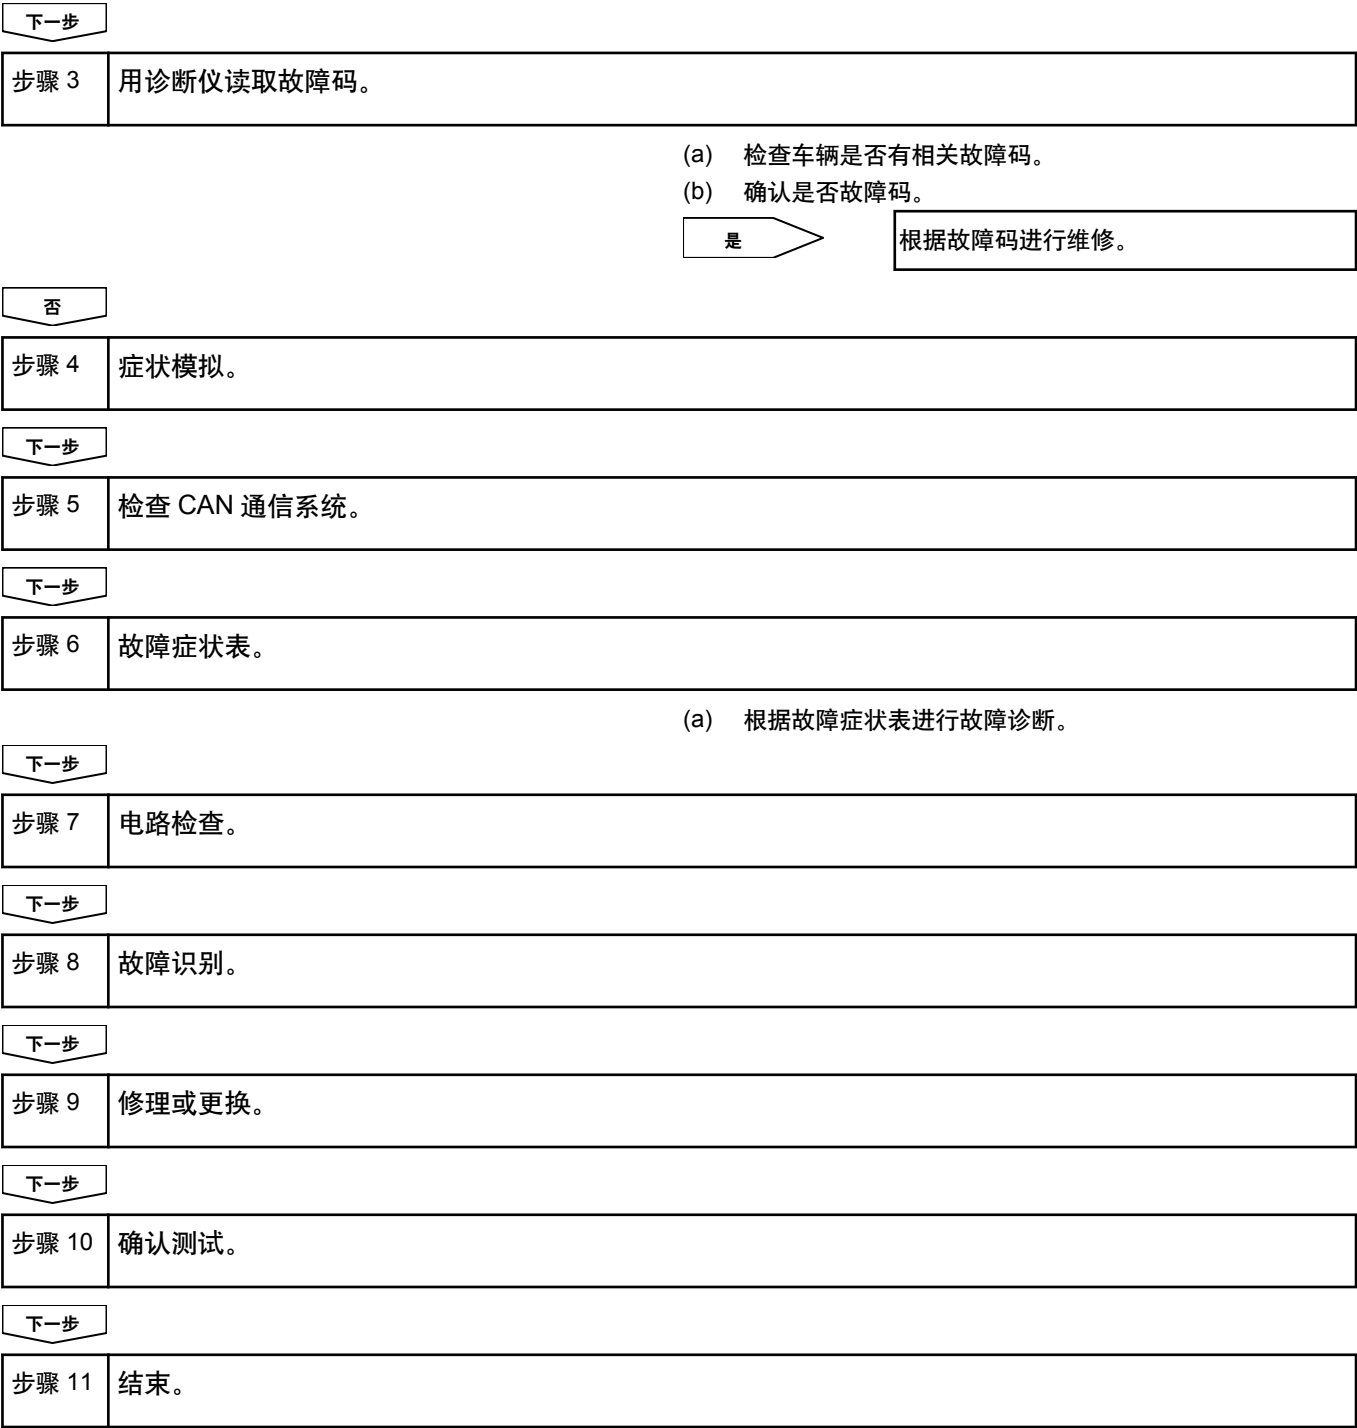 下一步
步骤 3 用诊断仪读取故障码。
(a) 检查车辆是否有相关故障码。
(b) 确认是否故障码。
是 根据故障码进行维修。
否
步骤 4 症状模拟。
下一步
步骤 5 检查 CAN 通信系统。
下一步
步骤 6 故障症状表。
(a) 根据故障症状表进行故障诊断。
下一步
步骤 7 电路检查。
下一步
步骤 8 故障识别。
下一步
步骤 9 修理或更换。
下一步
步骤 10 确认测试。
下一步
步骤 11 结束。